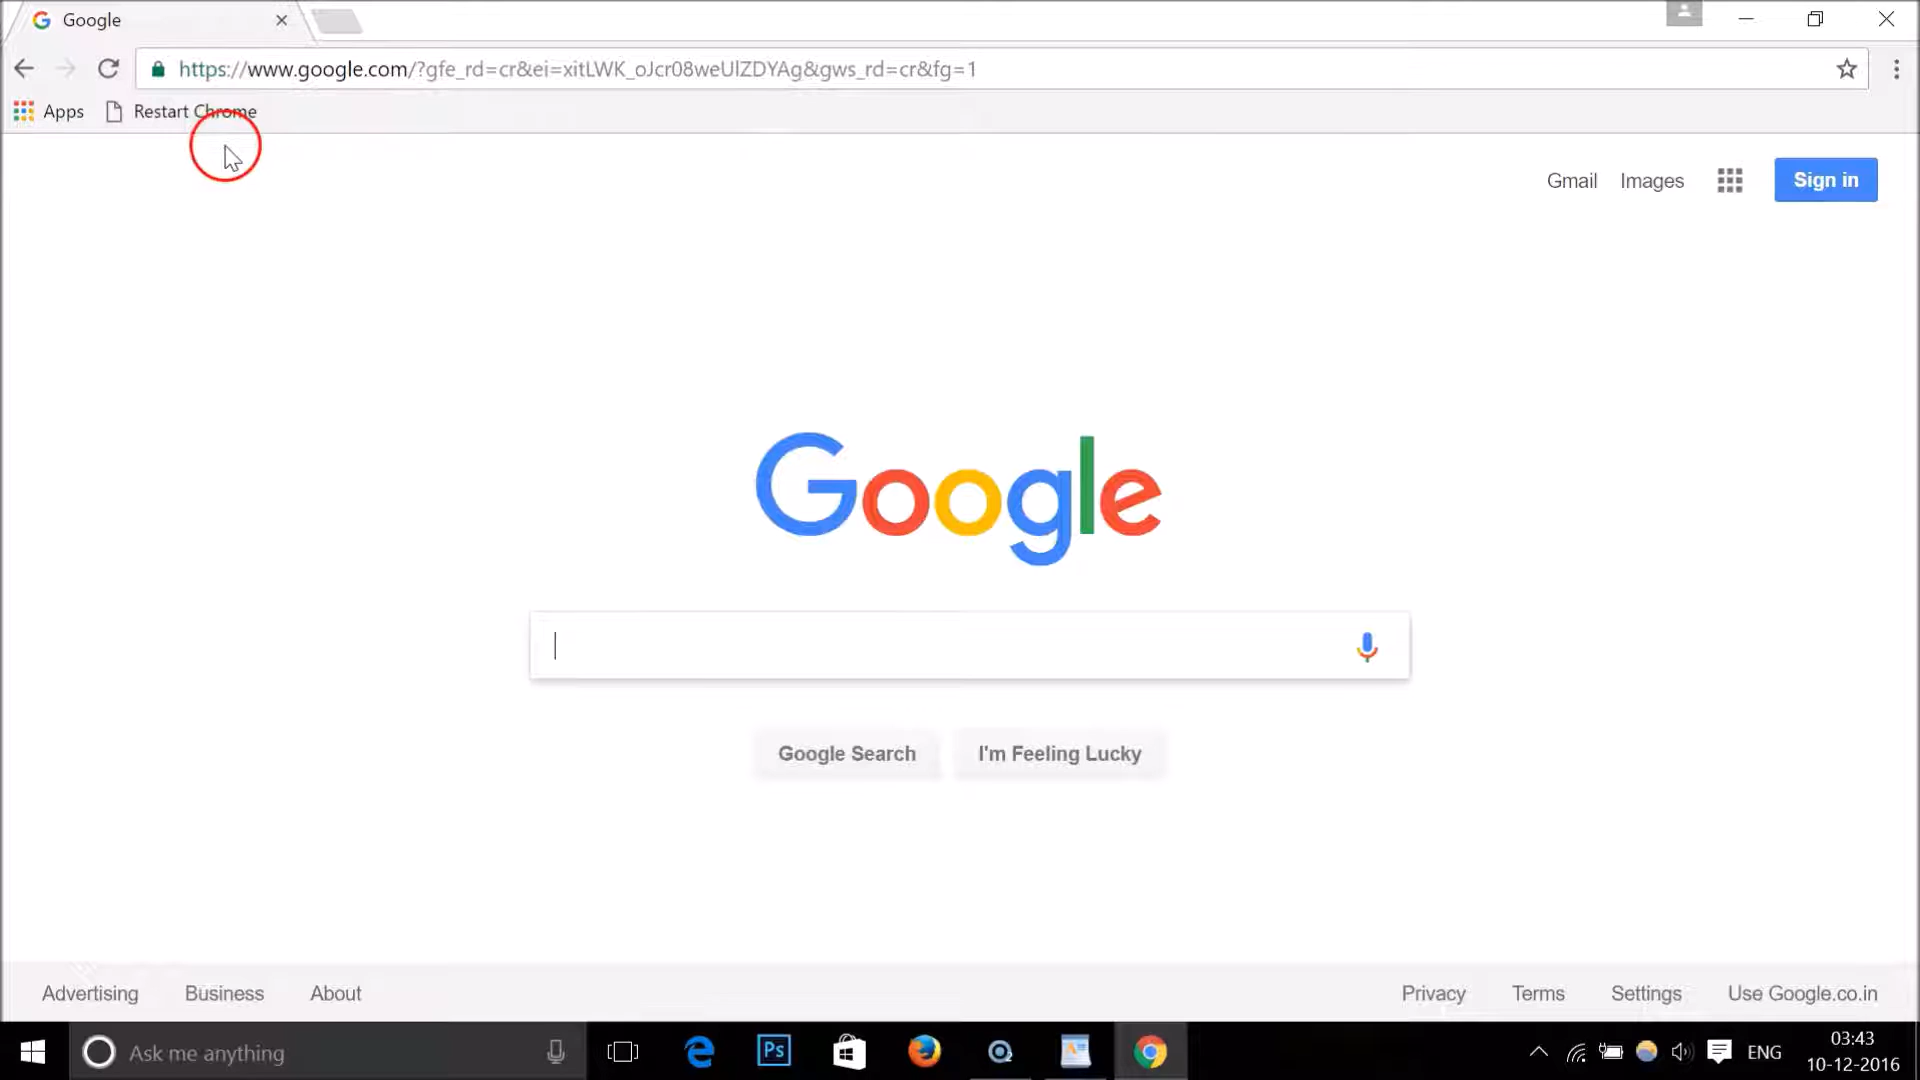 Google
https://www.google.com/?gfe_rd=cr&ei=xitLWK_oJcr08weUlZDYAg&gws_rd=cr&fg=1
Apps
Restart Chrome
Gmail
Images
Sign in
Google
Google Search
I'm Feeling Lucky
Advertising
Business
About
Privacy
Terms
Settings
Use Google.co.in
Ask me anything
Ps
ENG
03:43
10-12-2016